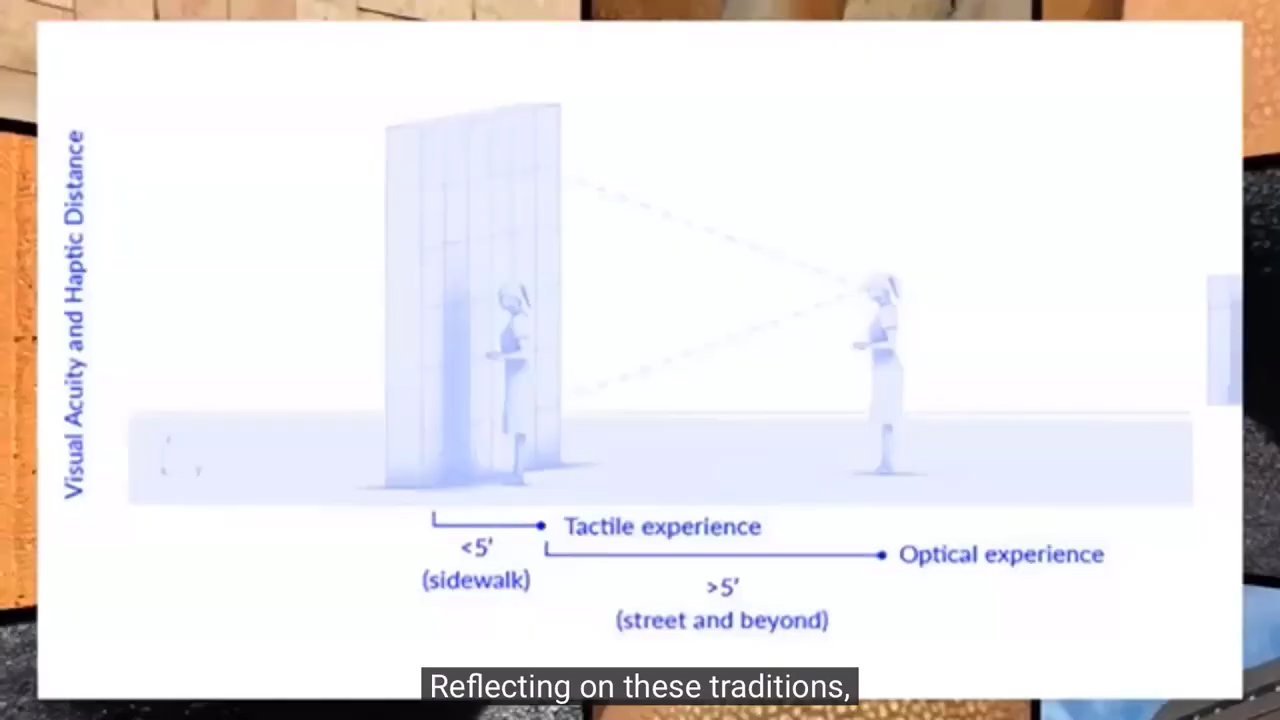 Visual Acuity and Haptic Distance
Tactile experience
<5'
(sidewalk)
Optical experience
>5'
(street and beyond)
Reflecting on these traditions,